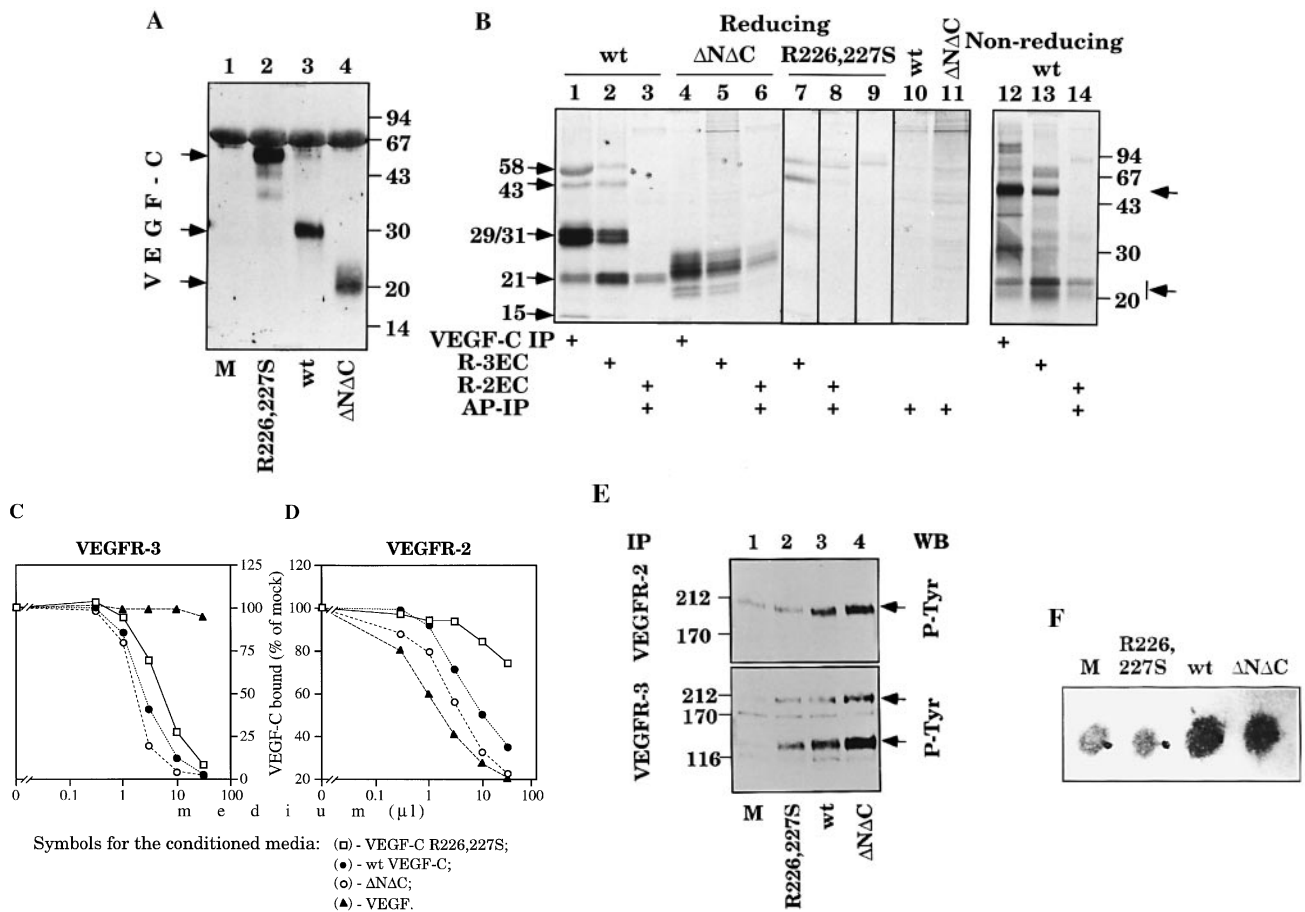 A
1 2 3 4
94
67
43
30
20
14
VEGF-C
M
R226,227S
wt
ΔNΔC
B
Reducing
Non-reducing
wt
ΔNΔC
R226,227S
wt
ΔNΔC
wt
1 2 3 4 5 6 7 8 9 10 11 12 13 14
58
43
29/31
21
15
94
67
43
30
20
VEGF-C IP + + +
R-3EC + + + +
R-2EC + + + +
AP-IP + + + + + +
C
VEGFR-3
125
100
75
50
25
0
0 0.1 1 10 100
D
VEGFR-2
VEGF-C bound (% of mock)
120
100
80
60
40
20
0 0.1 1 10 100
medium (μl)
Symbols for the conditioned media:
(□) - VEGF-C R226,227S;
(●) - wt VEGF-C;
(○) - ΔNΔC;
(▲) - VEGF.
E
IP 1 2 3 4 WB
VEGFR-2
212
170
P-Tyr
VEGFR-3
212
170
116
P-Tyr
M
R226,227S
wt
ΔNΔC
F
M
R226,
227S
wt
ΔNΔC